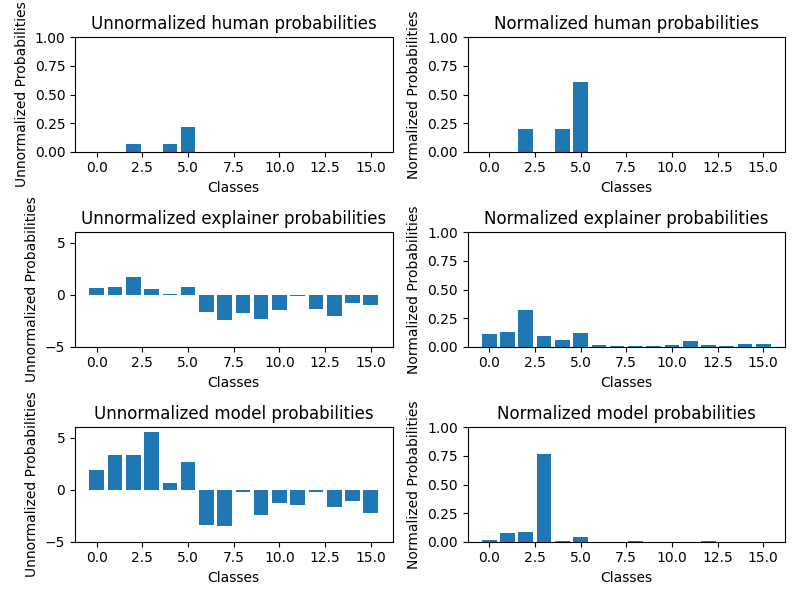 Unnormalized human probabilities
Unnormalized Probabilities
1.00
0.75
0.50
0.25
0.00
0.0 2.5 5.0 7.5 10.0 12.5 15.0
Classes
Normalized human probabilities
Normalized Probabilities
1.00
0.75
0.50
0.25
0.00
0.0 2.5 5.0 7.5 10.0 12.5 15.0
Classes
Unnormalized explainer probabilities
Unnormalized Probabilities
5
0
−5
0.0 2.5 5.0 7.5 10.0 12.5 15.0
Classes
Normalized explainer probabilities
Normalized Probabilities
1.00
0.75
0.50
0.25
0.00
0.0 2.5 5.0 7.5 10.0 12.5 15.0
Classes
Unnormalized model probabilities
Unnormalized Probabilities
5
0
−5
0.0 2.5 5.0 7.5 10.0 12.5 15.0
Classes
Normalized model probabilities
Normalized Probabilities
1.00
0.75
0.50
0.25
0.00
0.0 2.5 5.0 7.5 10.0 12.5 15.0
Classes